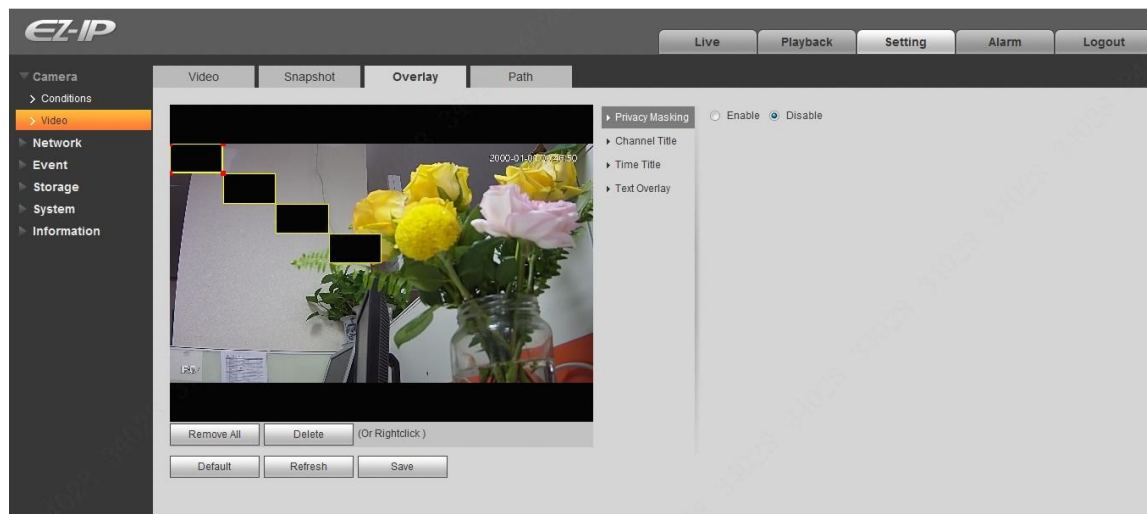 EZ-IP
Live Playback Setting Alarm Logout
Camera
Conditions
Video
Network
Event
Storage
System
Information
Video Snapshot Overlay Path
Privacy Masking
Channel Title
Time Title
Text Overlay
Enable Disable
IPC
Remove All Delete (Or Rightclick )
Default Refresh Save